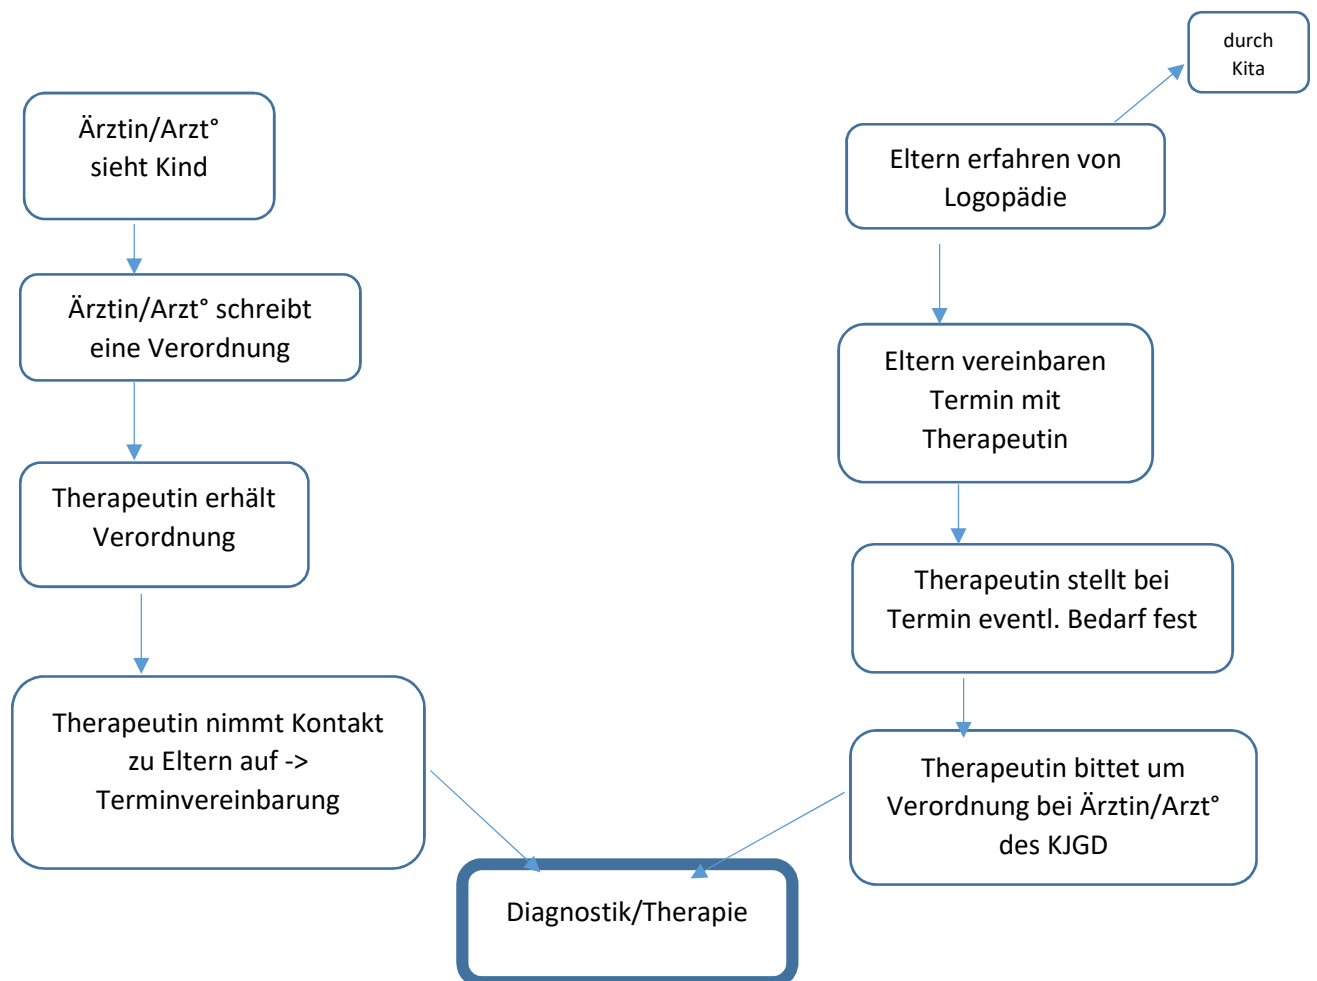 Ärztin/Arzt°
sieht Kind
Ärztin/Arzt° schreibt
eine Verordnung
Therapeutin erhält
Verordnung
Therapeutin nimmt Kontakt
zu Eltern auf ->
Terminvereinbarung
durch
Kita
Eltern erfahren von
Logopädie
Eltern vereinbaren
Termin mit
Therapeutin
Therapeutin stellt bei
Termin eventl. Bedarf fest
Therapeutin bittet um
Verordnung bei Ärztin/Arzt°
des KJGD
Diagnostik/Therapie